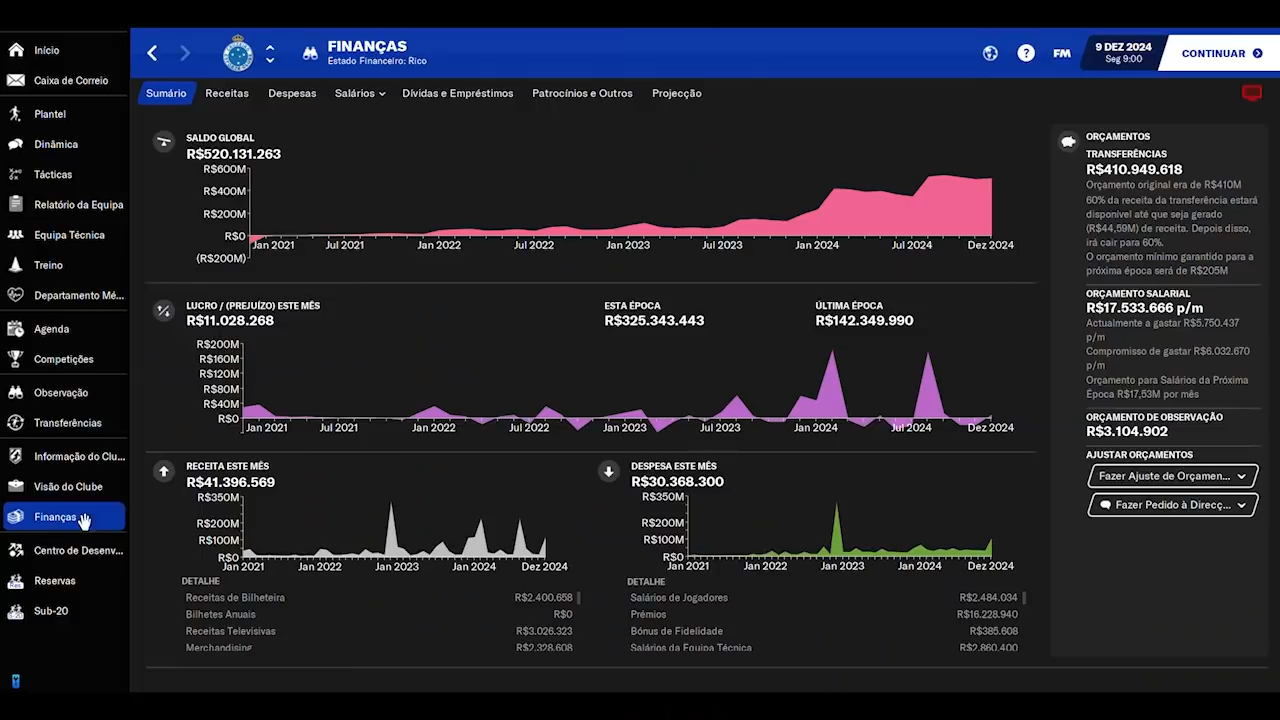 Início
Caixa de Correio
Plantel
Dinâmica
Tácticas
Relatório da Equipa
Equipa Técnica
Treino
Departamento Mé...
Agenda
Competições
Observação
Transferências
Informação do Clu...
Visão do Clube
Finanças
Centro de Desenv...
Reservas
Sub-20
FINANÇAS
Estado Financeiro: Rico
?
FM
9 DEZ 2024
Seg 9:00
CONTINUAR
Sumário
Receitas
Despesas
Salários
Dívidas e Empréstimos
Patrocínios e Outros
Projecção
SALDO GLOBAL
R$520.131.263
R$600M
R$400M
R$200M
R$0
(R$200M)
Jan 2021
Jul 2021
Jan 2022
Jul 2022
Jan 2023
Jul 2023
Jan 2024
Jul 2024
Dez 2024
LUCRO / (PREJUÍZO) ESTE MÊS
R$11.028.268
ESTA ÉPOCA
R$325.343.443
ÚLTIMA ÉPOCA
R$142.349.990
R$200M
R$160M
R$120M
R$80M
R$40M
R$0
Jan 2021
Jul 2021
Jan 2022
Jul 2022
Jan 2023
Jul 2023
Jan 2024
Jul 2024
Dez 2024
RECEITA ESTE MÊS
R$41.396.569
R$350M
R$200M
R$100M
R$0
Jan 2021
Jan 2022
Jan 2023
Jan 2024
Dez 2024
DETALHE
Receitas de Bilheteira R$2.400.658
Bilhetes Anuais R$0
Receitas Televisivas R$3.026.323
Merchandising R$2.328.608
DESPESA ESTE MÊS
R$30.368.300
R$350M
R$200M
R$100M
R$0
Jan 2021
Jan 2022
Jan 2023
Jan 2024
Dez 2024
DETALHE
Salários de Jogadores R$2.484.034
Prémios R$16.228.940
Bónus de Fidelidade R$385.608
Salários da Equipa Técnica R$2.860.400
ORÇAMENTOS
TRANSFERÊNCIAS
R$410.949.618
Orçamento original era de R$410M
60% da receita da transferência estará
disponível até que seja gerado
(R$44,59M) de receita. Depois disso,
irá cair para 60%.
O orçamento mínimo garantido para a
próxima época será de R$205M
ORÇAMENTO SALARIAL
R$17.533.666 p/m
Actualmente a gastar R$5.750.437
p/m
Compromisso de gastar R$6.032.670
p/m
Orçamento para Salários da Próxima
Época R$17,53M por mês
ORÇAMENTO DE OBSERVAÇÃO
R$3.104.902
AJUSTAR ORÇAMENTOS
Fazer Ajuste de Orçamen...
Fazer Pedido à Direcç...